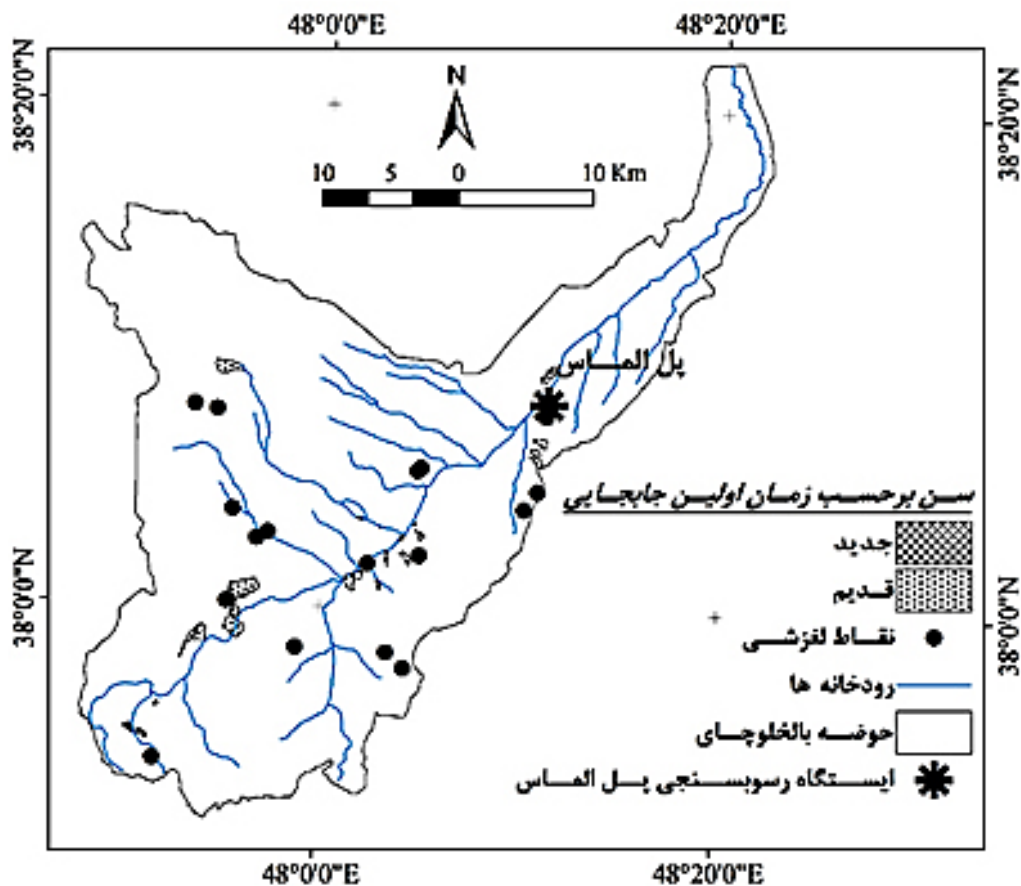 48°0'0"E 48°20'0"E
38°20'0"N
38°20'0"N
N
10 5 0 10 Km
پل المـــاس
سن برحسب زمان اولین جابجایی
جدید
قدیم
38°0'0"N
38°0'0"N
نقاط لغزشی
رودخانه ها
حوضه بالخلوچای
ایستگاه رسوبسنجی پل الماس
48°0'0"E 48°20'0"E